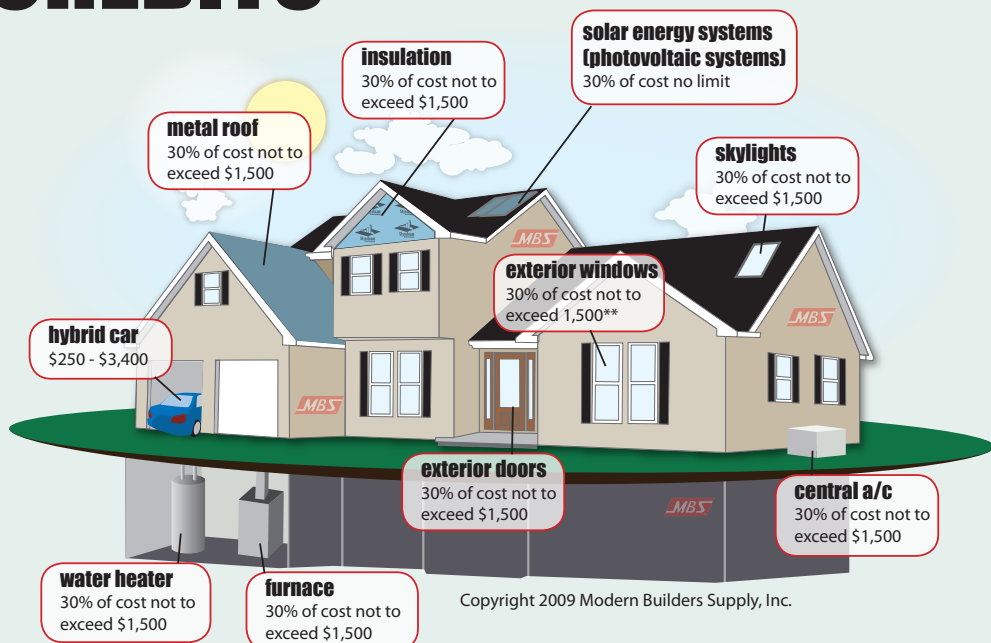 CREDITS
solar energy systems
(photovoltaic systems)
30% of cost no limit
insulation
30% of cost not to
exceed $1,500
metal roof
30% of cost not to
exceed $1,500
skylights
30% of cost not to
exceed $1,500
MBS
exterior windows
30% of cost not to
exceed 1,500**
MBS
hybrid car
$250 - $3,400
MBS
exterior doors
30% of cost not to
exceed $1,500
central a/c
30% of cost not to
exceed $1,500
MBS
water heater
30% of cost not to
exceed $1,500
furnace
30% of cost not to
exceed $1,500
Copyright 2009 Modern Builders Supply, Inc.